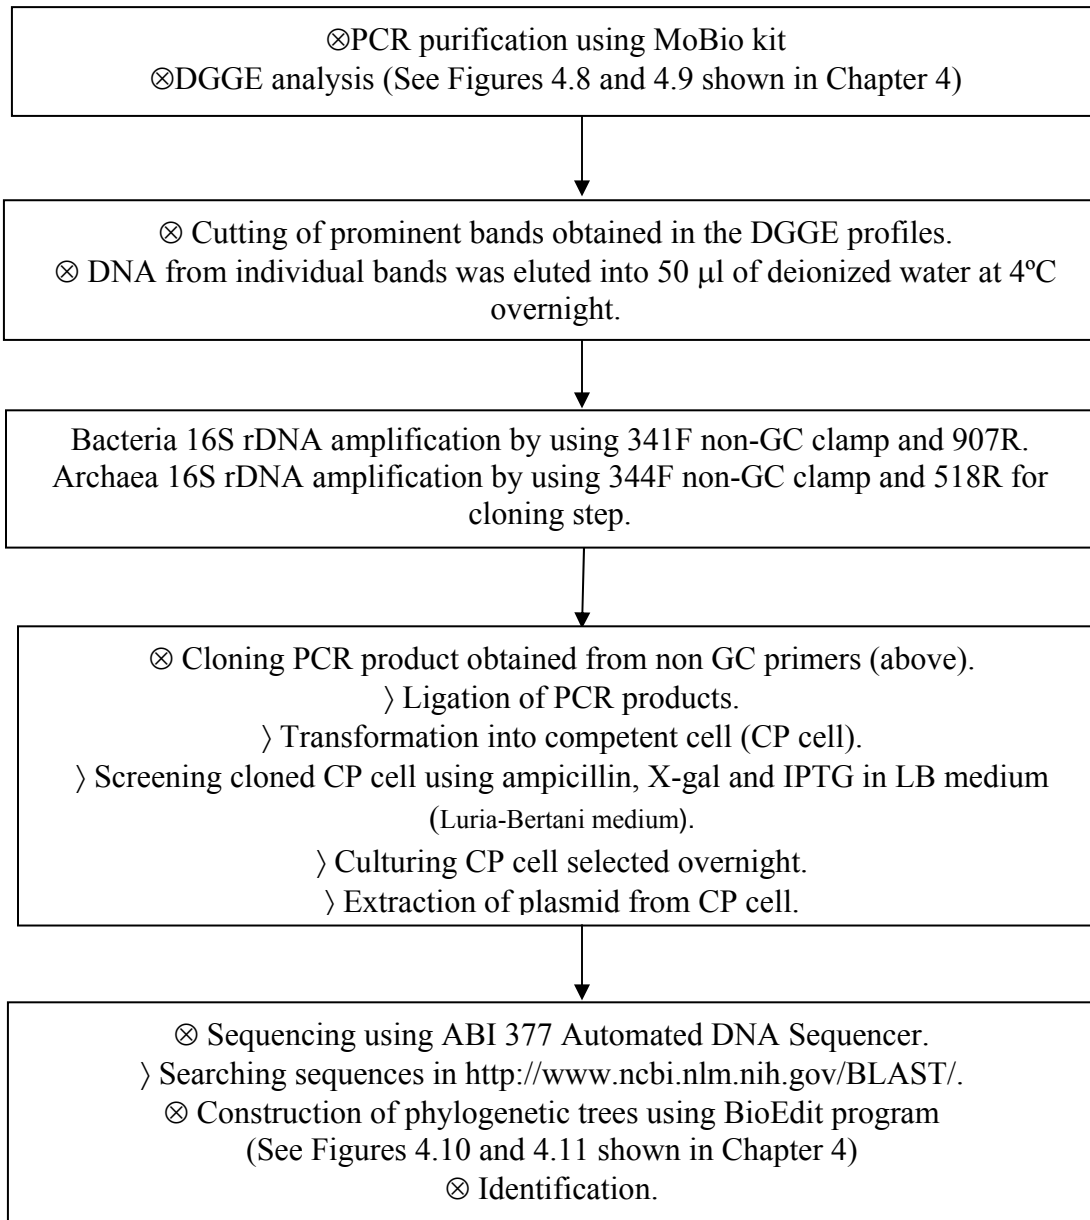 ⊗PCR purification using MoBio kit
⊗DGGE analysis (See Figures 4.8 and 4.9 shown in Chapter 4)
⊗ Cutting of prominent bands obtained in the DGGE profiles.
⊗ DNA from individual bands was eluted into 50 μl of deionized water at 4ºC
overnight.
Bacteria 16S rDNA amplification by using 341F non-GC clamp and 907R.
Archaea 16S rDNA amplification by using 344F non-GC clamp and 518R for
cloning step.
⊗ Cloning PCR product obtained from non GC primers (above).
⟩ Ligation of PCR products.
⟩ Transformation into competent cell (CP cell).
⟩ Screening cloned CP cell using ampicillin, X-gal and IPTG in LB medium
(Luria-Bertani medium).
⟩ Culturing CP cell selected overnight.
⟩ Extraction of plasmid from CP cell.
⊗ Sequencing using ABI 377 Automated DNA Sequencer.
⟩ Searching sequences in http://www.ncbi.nlm.nih.gov/BLAST/.
⊗ Construction of phylogenetic trees using BioEdit program
(See Figures 4.10 and 4.11 shown in Chapter 4)
⊗ Identification.